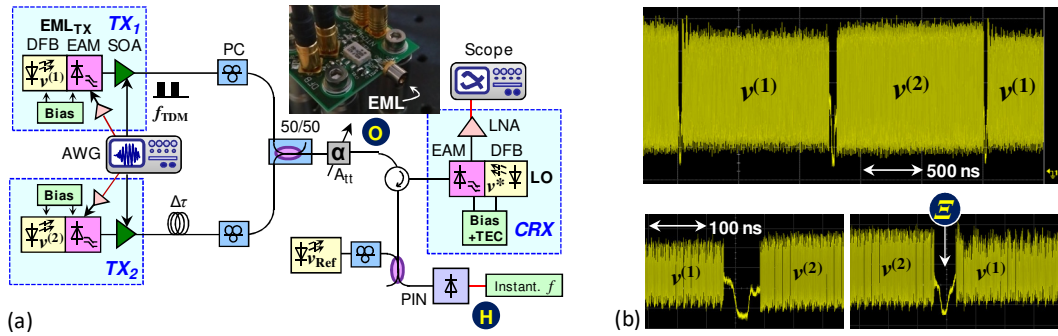 EML_TX TX_1
DFB EAM SOA
ν^(1)
Bias
f_TDM
AWG
Bias
ν^(2)
TX_2
Δτ
PC
50/50
α
A_tt
O
EML
Scope
LNA
EAM DFB
ν*
LO
Bias
+TEC
CRX
ν_Ref
PIN
H
Instant. f
(a)
ν^(1) ν^(2) ν^(1)
500 ns
100 ns
ν^(1) ν^(2)
Ξ
ν^(2) ν^(1)
(b)